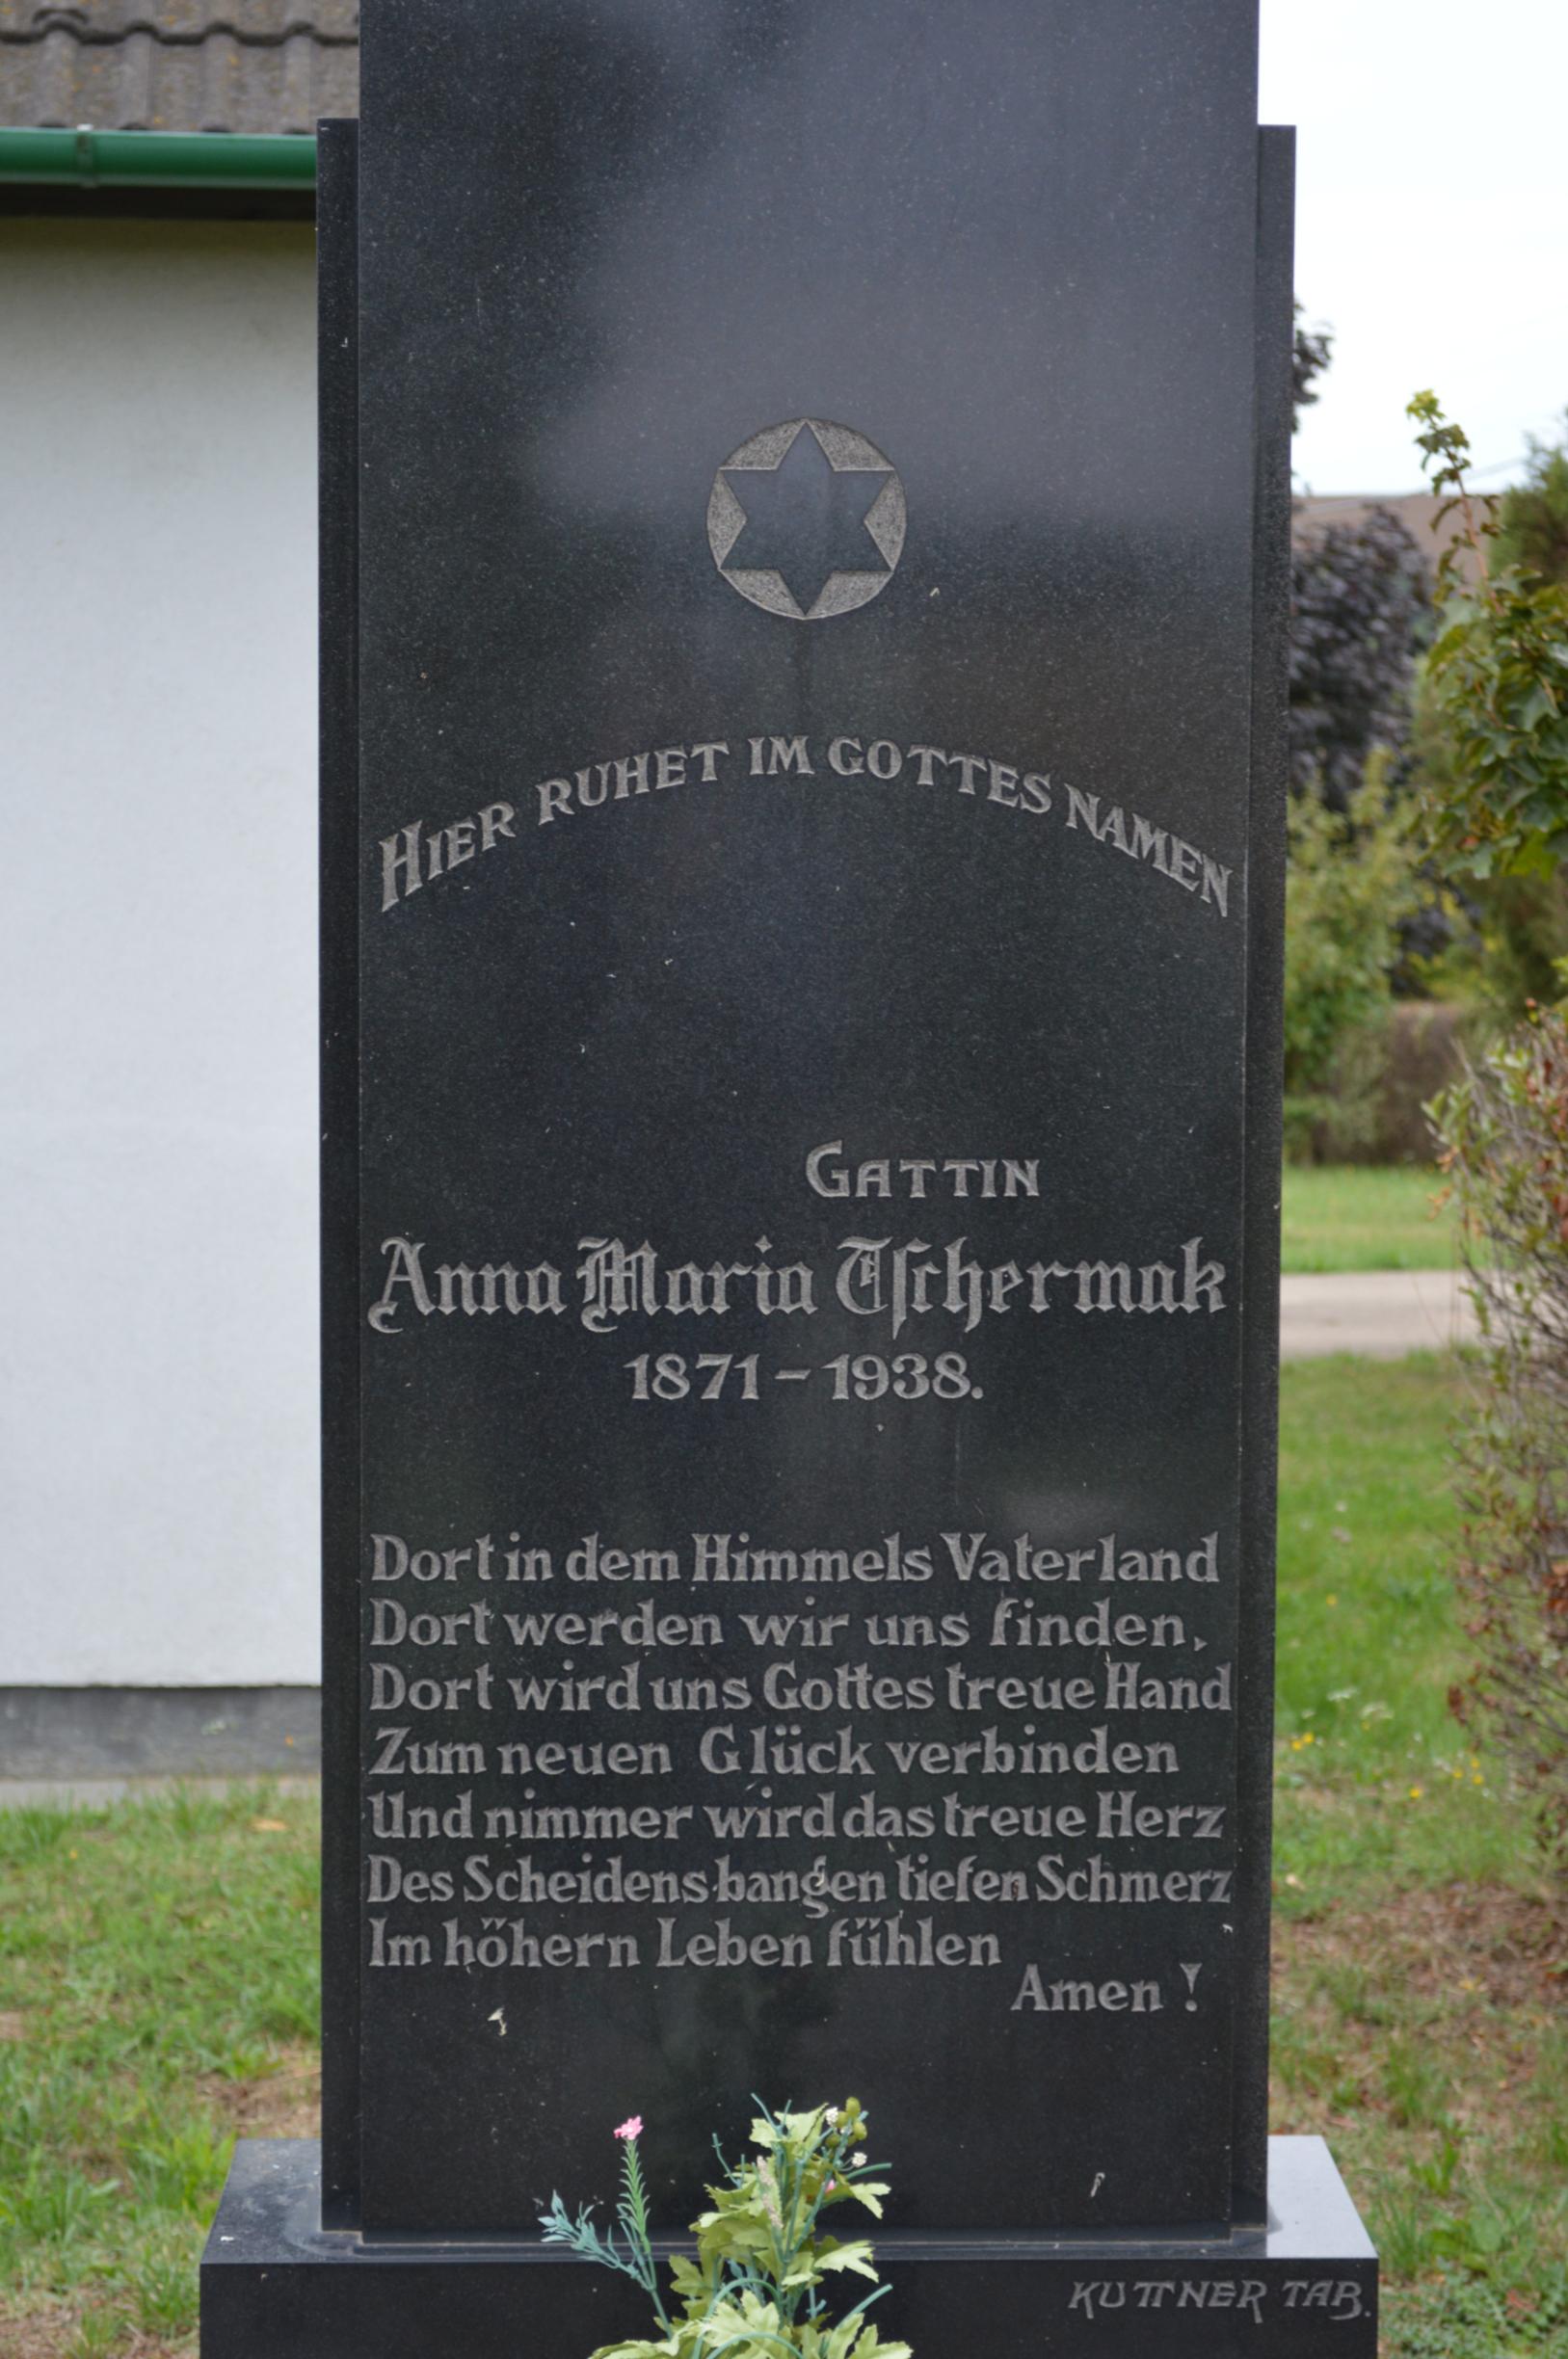 HIER RUHET IM GOTTES NAMEN
GATTIN
Anna Maria Tschermak
1871 - 1938.
Dort in dem Himmels Vaterland
Dort werden wir uns finden,
Dort wird uns Gottes treue Hand
Zum neuen Glück verbinden
Und nimmer wird das treue Herz
Des Scheidens bangen tiefen Schmerz
Im höhern Leben fühlen
Amen!
KUTTNER TAB.